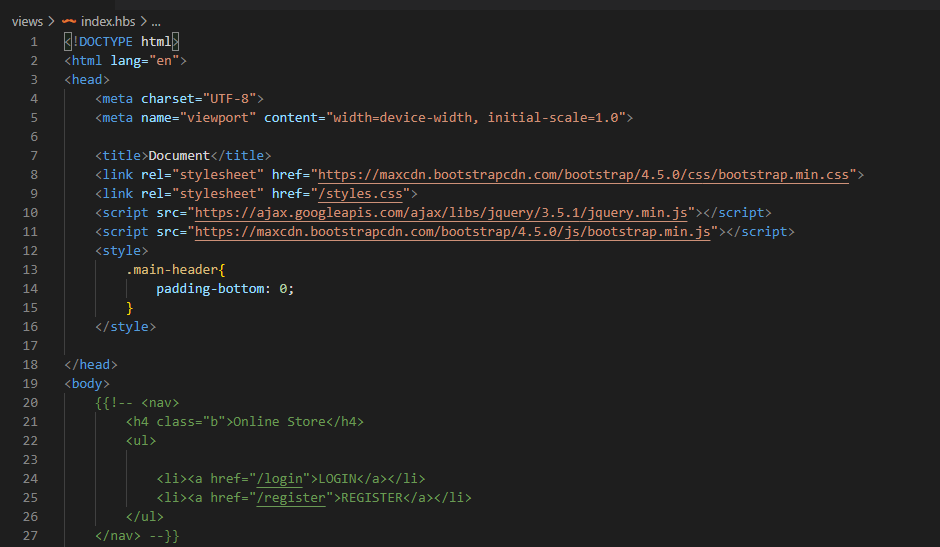 views > index.hbs > ...
1 <!DOCTYPE html>
2 <html lang="en">
3 <head>
4     <meta charset="UTF-8">
5     <meta name="viewport" content="width=device-width, initial-scale=1.0">
6
7     <title>Document</title>
8     <link rel="stylesheet" href="https://maxcdn.bootstrapcdn.com/bootstrap/4.5.0/css/bootstrap.min.css">
9     <link rel="stylesheet" href="/styles.css">
10     <script src="https://ajax.googleapis.com/ajax/libs/jquery/3.5.1/jquery.min.js"></script>
11     <script src="https://maxcdn.bootstrapcdn.com/bootstrap/4.5.0/js/bootstrap.min.js"></script>
12     <style>
13         .main-header{
14             padding-bottom: 0;
15         }
16     </style>
17
18 </head>
19 <body>
20     {{!-- <nav>
21         <h4 class="b">Online Store</h4>
22         <ul>
23
24             <li><a href="/login">LOGIN</a></li>
25             <li><a href="/register">REGISTER</a></li>
26         </ul>
27     </nav> --}}